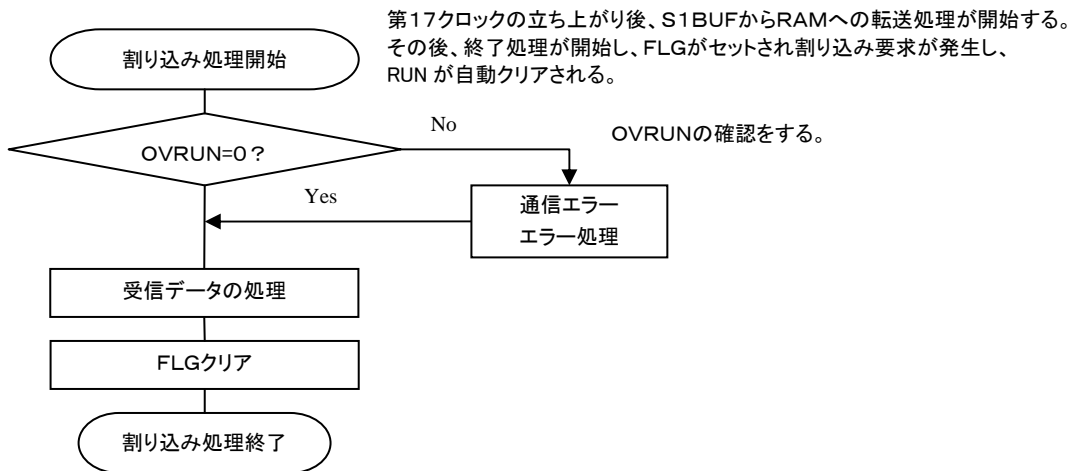 第17クロックの立ち上がり後、S1BUFからRAMへの転送処理が開始する。
その後、終了処理が開始し、FLGがセットされ割り込み要求が発生し、
RUN が自動クリアされる。
割り込み処理開始
OVRUN=0?
No
OVRUNの確認をする。
Yes
通信エラー
エラー処理
受信データの処理
FLGクリア
割り込み処理終了